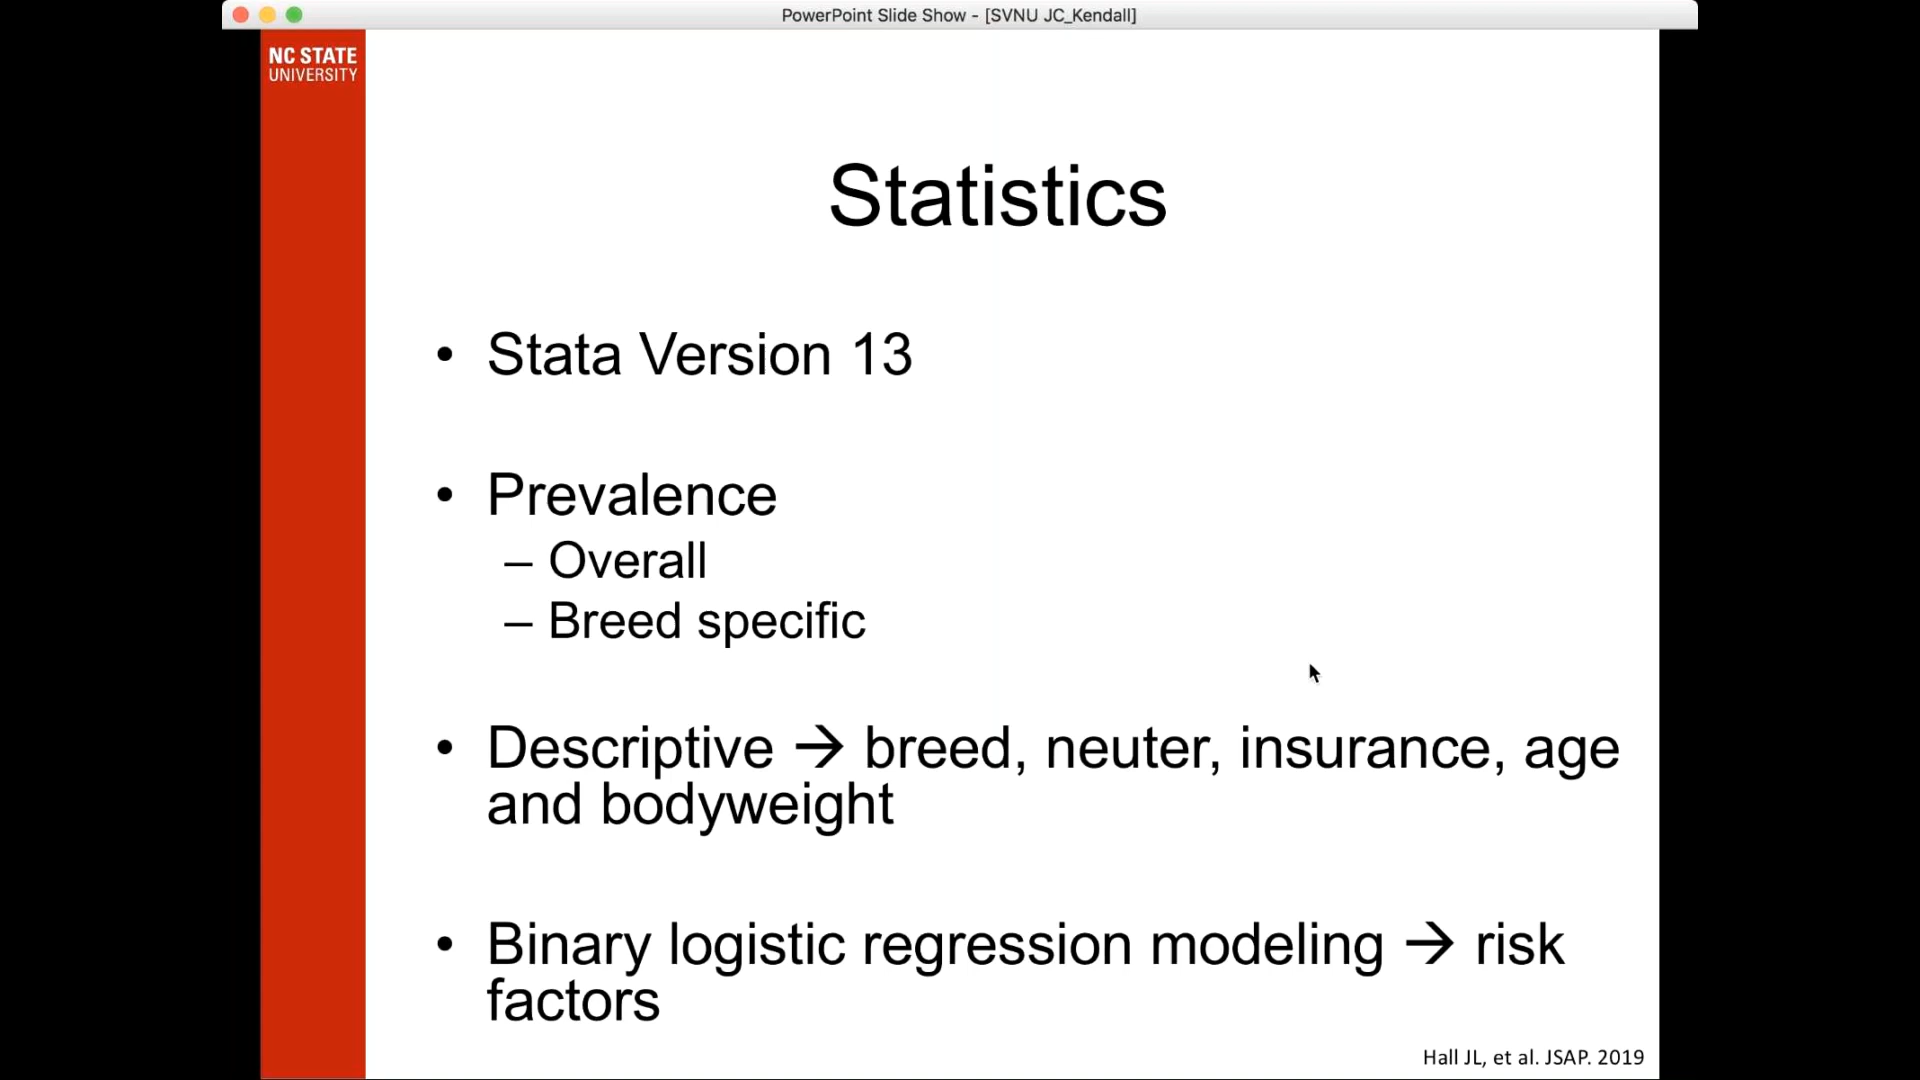 PowerPoint Slide Show - [SVNU JC_Kendall]
NC STATE
UNIVERSITY
Statistics
• Stata Version 13
• Prevalence
– Overall
– Breed specific
• Descriptive → breed, neuter, insurance, age
and bodyweight
• Binary logistic regression modeling → risk
factors
Hall JL, et al. JSAP. 2019